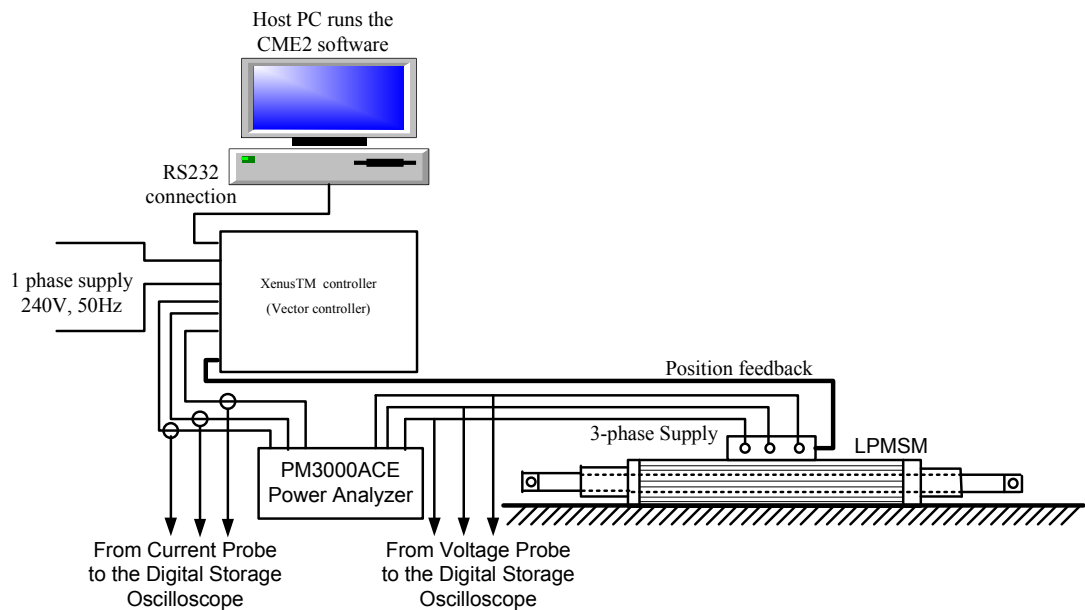 Host PC runs the
CME2 software
RS232
connection
1 phase supply
240V, 50Hz
XenusTM controller
(Vector controller)
Position feedback
3-phase Supply
LPMSM
PM3000ACE
Power Analyzer
From Current Probe
to the Digital Storage
Oscilloscope
From Voltage Probe
to the Digital Storage
Oscilloscope